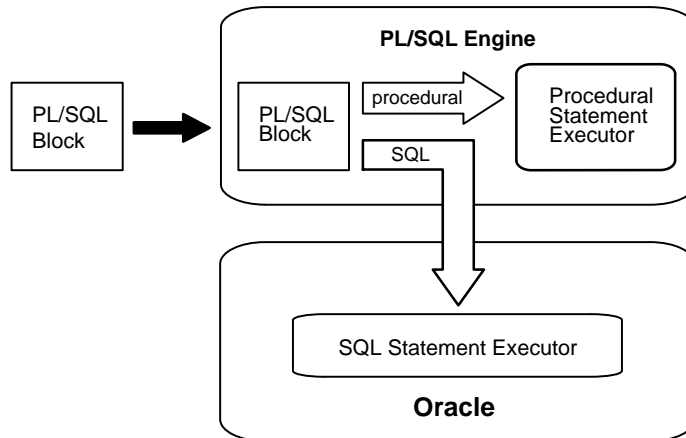 PL/SQL Engine
PL/SQL
Block
PL/SQL
Block
procedural
Procedural
Statement
Executor
SQL
SQL Statement Executor
Oracle